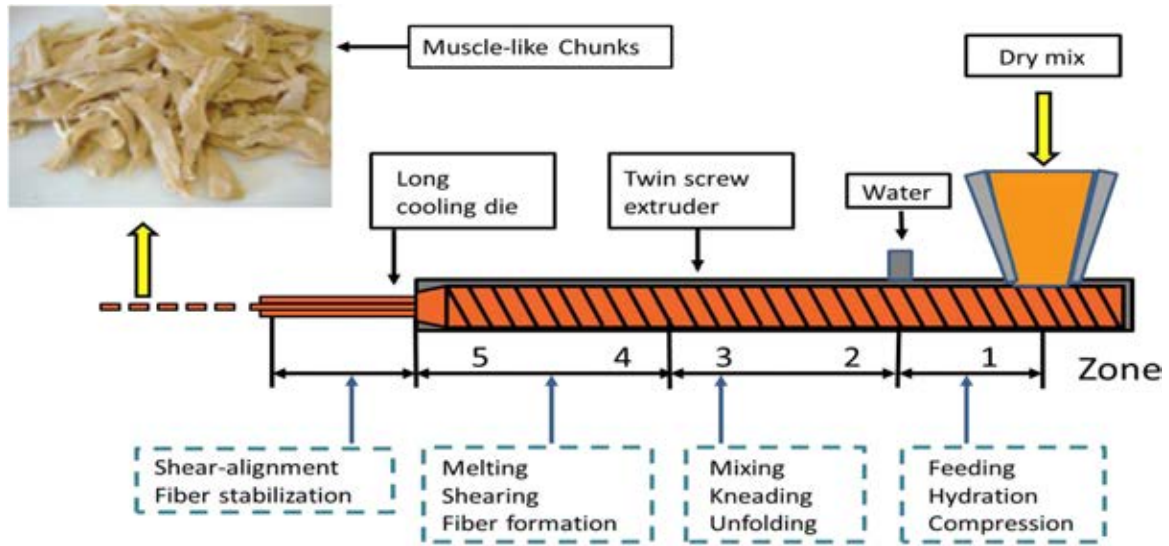 Muscle-like Chunks
Dry mix
Long
cooling die
Twin screw
extruder
Water
5 4 3 2 1 Zone
Shear-alignment
Fiber stabilization
Melting
Shearing
Fiber formation
Mixing
Kneading
Unfolding
Feeding
Hydration
Compression